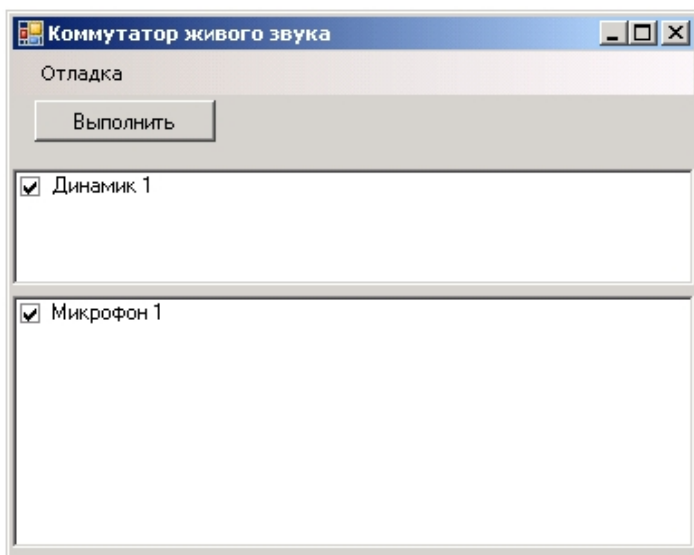 Коммутатор живого звука
Отладка
Выполнить
Динамик 1
Микрофон 1